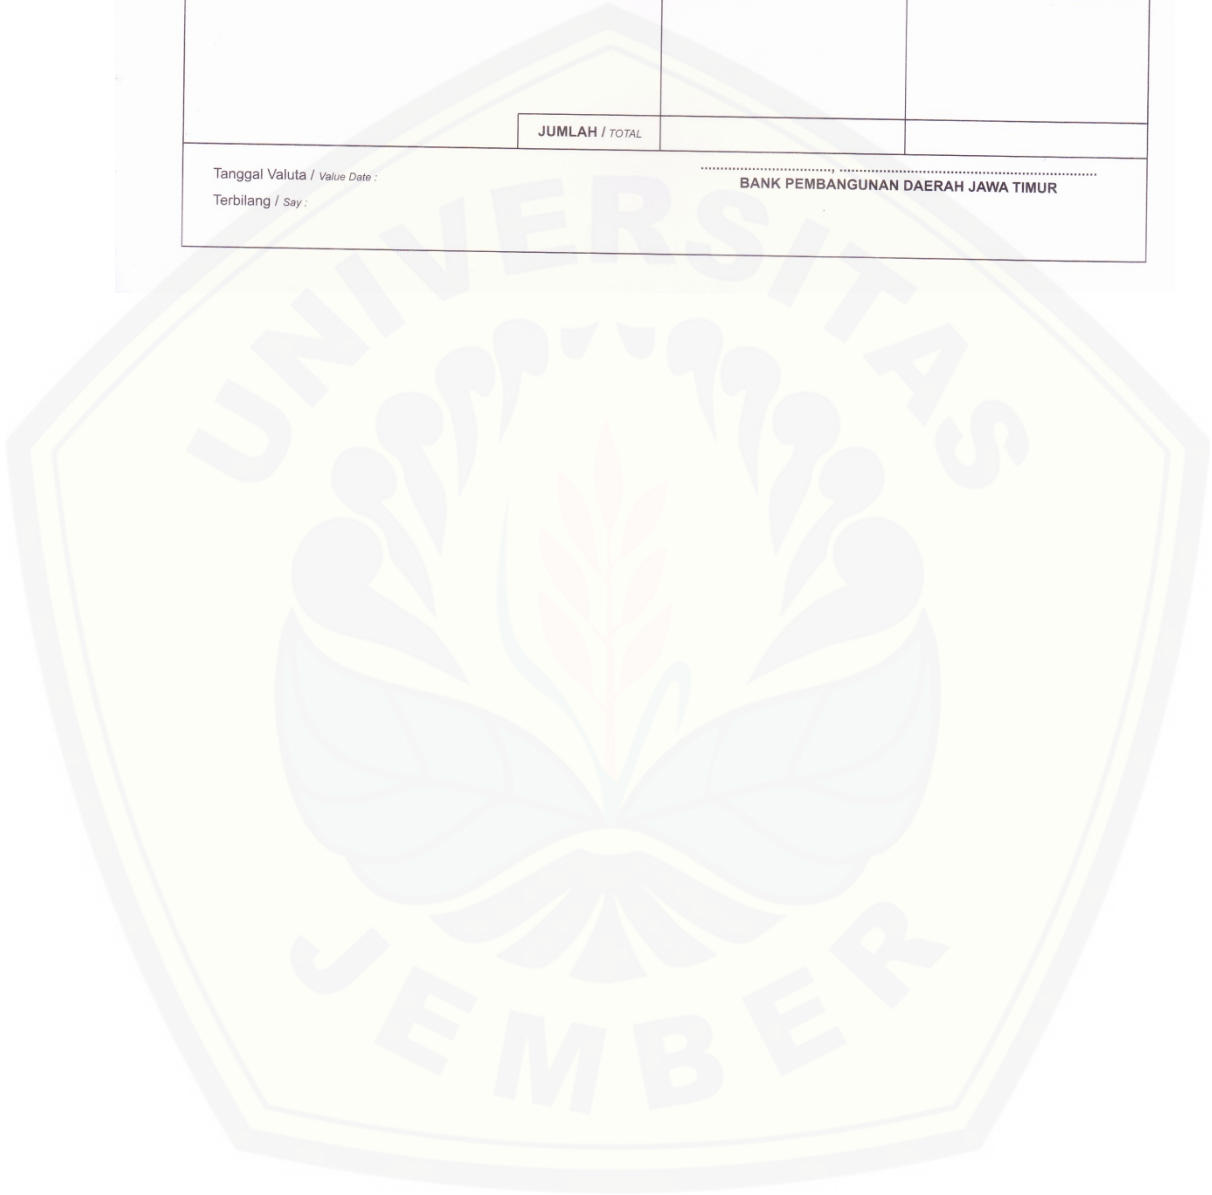 JUMLAH / TOTAL
Tanggal Valuta / Value Date :
Terbilang / Say :
................................, ................................................................
BANK PEMBANGUNAN DAERAH JAWA TIMUR
UNIVERSITAS
JEMBER